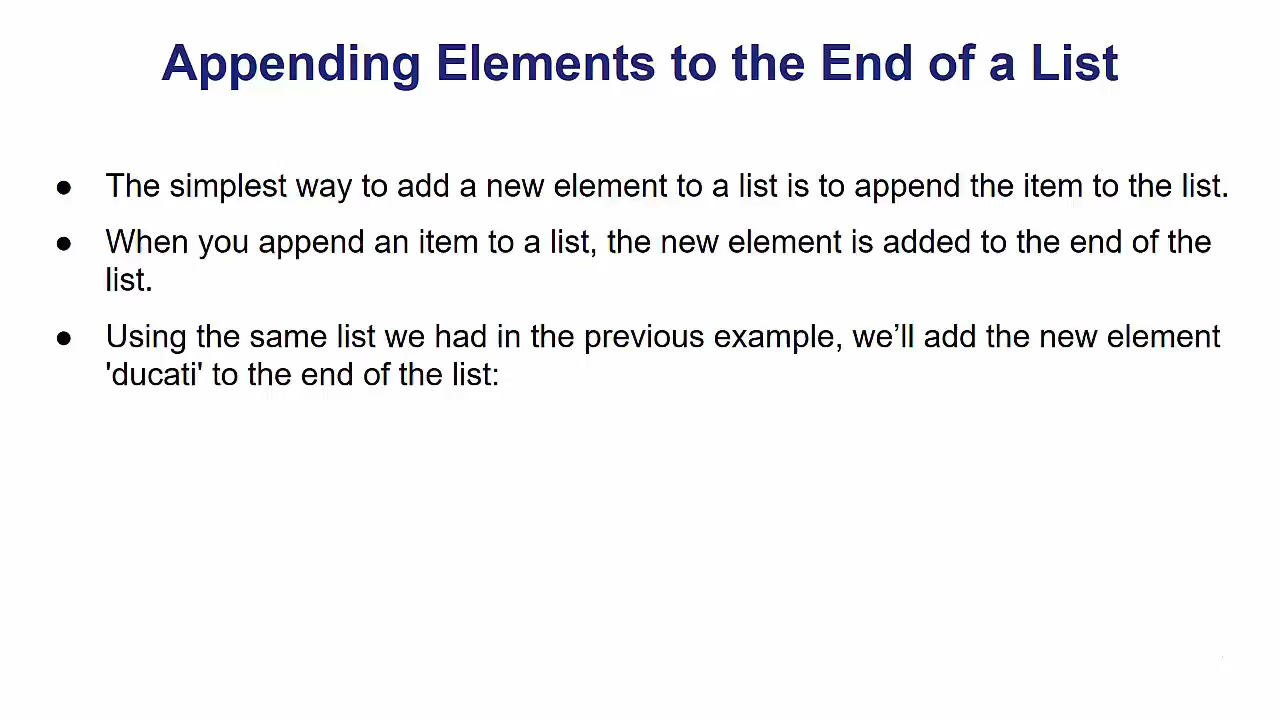 Appending Elements to the End of a List
● The simplest way to add a new element to a list is to append the item to the list.
● When you append an item to a list, the new element is added to the end of the
list.
● Using the same list we had in the previous example, we’ll add the new element
'ducati' to the end of the list: